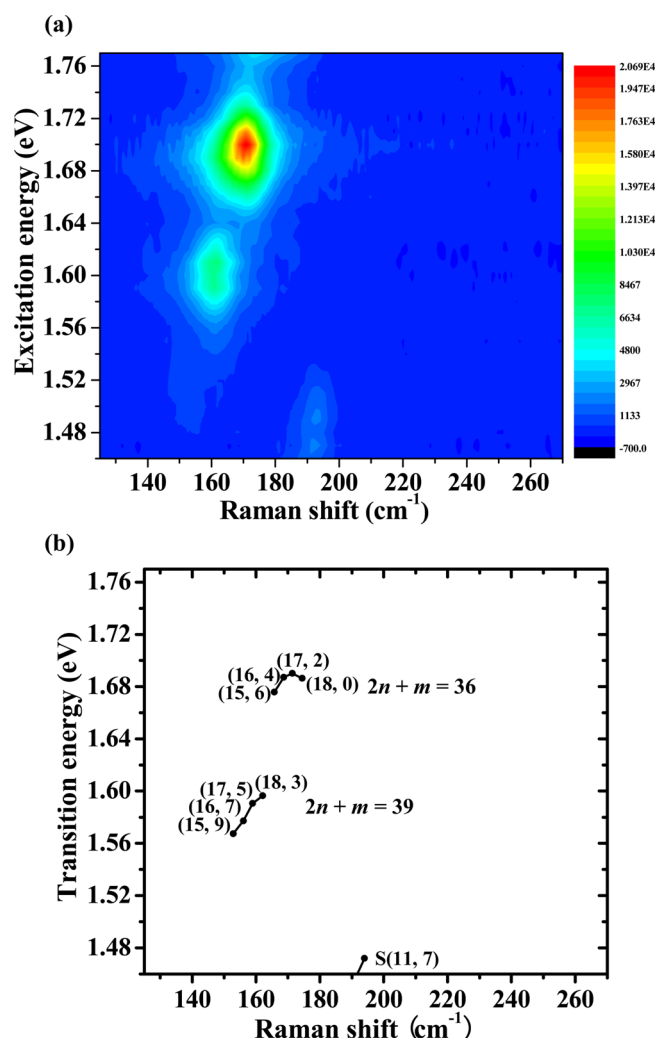 (a)
1.76
1.72
1.68
1.64
1.60
1.56
1.52
1.48
Excitation energy (eV)
140 160 180 200 220 240 260
Raman shift (cm-1)
2.069E4
1.947E4
1.763E4
1.580E4
1.397E4
1.213E4
1.030E4
8467
6634
4800
2967
1133
-700.0
(b)
1.76
1.72
1.68
1.64
1.60
1.56
1.52
1.48
Transition energy (eV)
(17, 2)
(16, 4)
(15, 6)
(18, 0)
2n + m = 36
(17, 5)
(18, 3)
(16, 7)
(15, 9)
2n + m = 39
S(11, 7)
140 160 180 200 220 240 260
Raman shift (cm-1)